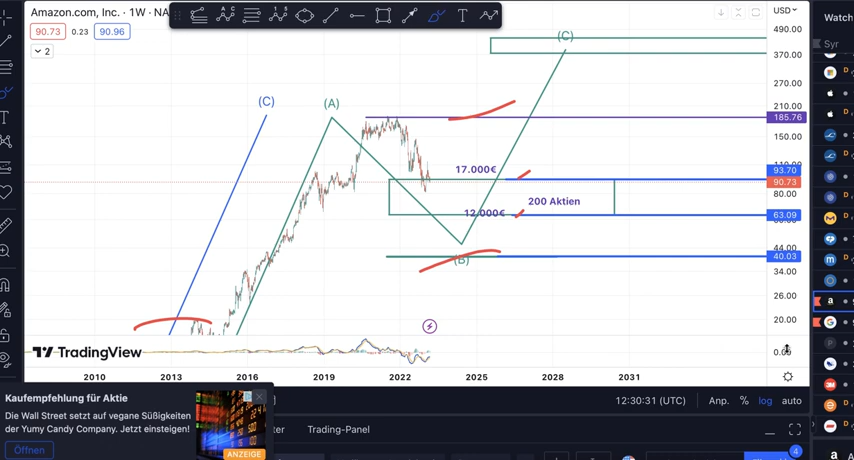 Amazon.com, Inc. · 1W · NA
USD
Watch
90.73 0.23 90.96
2
Syr
(C)
(A)
(C)
(B)
17.000€
12.000€
200 Aktien
490.00
370.00
270.00
210.00
185.76
150.00
93.70
90.73
80.00
63.09
44.00
40.03
34.00
26.00
20.00
TradingView
2010 2013 2016 2019 2022 2025 2028 2031
12:30:31 (UTC) Anp. % log auto
Kaufempfehlung für Aktie
Die Wall Street setzt auf vegane Süßigkeiten
der Yumy Candy Company. Jetzt einsteigen!
Öffnen
ANZEIGE
ter Trading-Panel
4